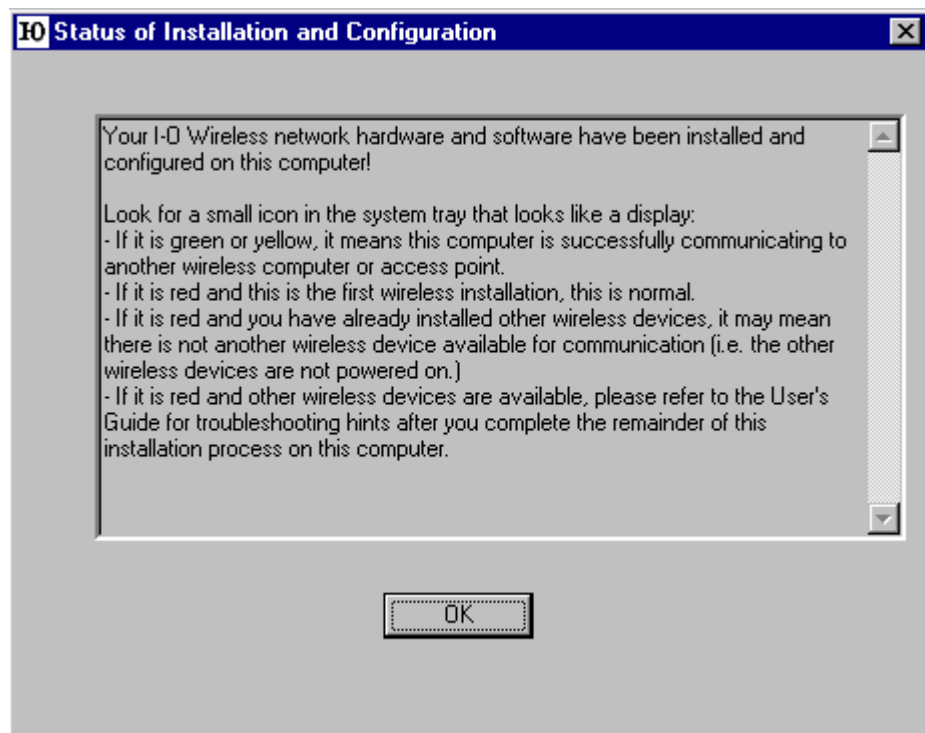 I-O Status of Installation and Configuration
Your I-O Wireless network hardware and software have been installed and
configured on this computer!
Look for a small icon in the system tray that looks like a display:
- If it is green or yellow, it means this computer is successfully communicating to
another wireless computer or access point.
- If it is red and this is the first wireless installation, this is normal.
- If it is red and you have already installed other wireless devices, it may mean
there is not another wireless device available for communication (i.e. the other
wireless devices are not powered on.)
- If it is red and other wireless devices are available, please refer to the User's
Guide for troubleshooting hints after you complete the remainder of this
installation process on this computer.
OK